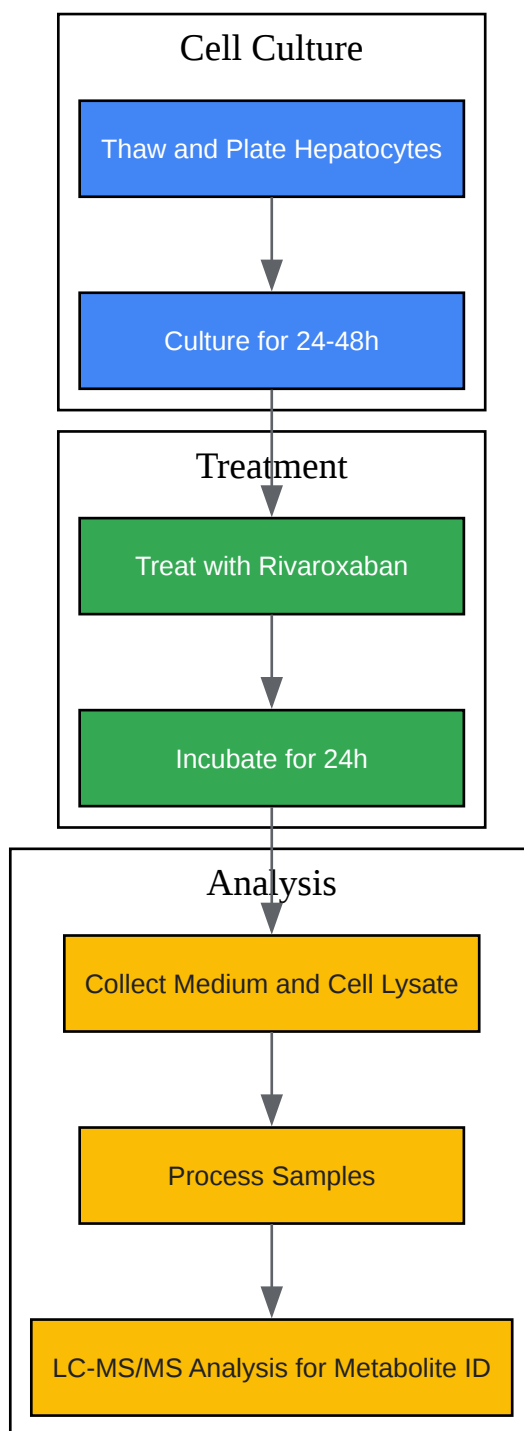 Cell Culture
Thaw and Plate Hepatocytes
Culture for 24-48h
Treatment
Treat with Rivaroxaban
Incubate for 24h
Analysis
Collect Medium and Cell Lysate
Process Samples
LC-MS/MS Analysis for Metabolite ID